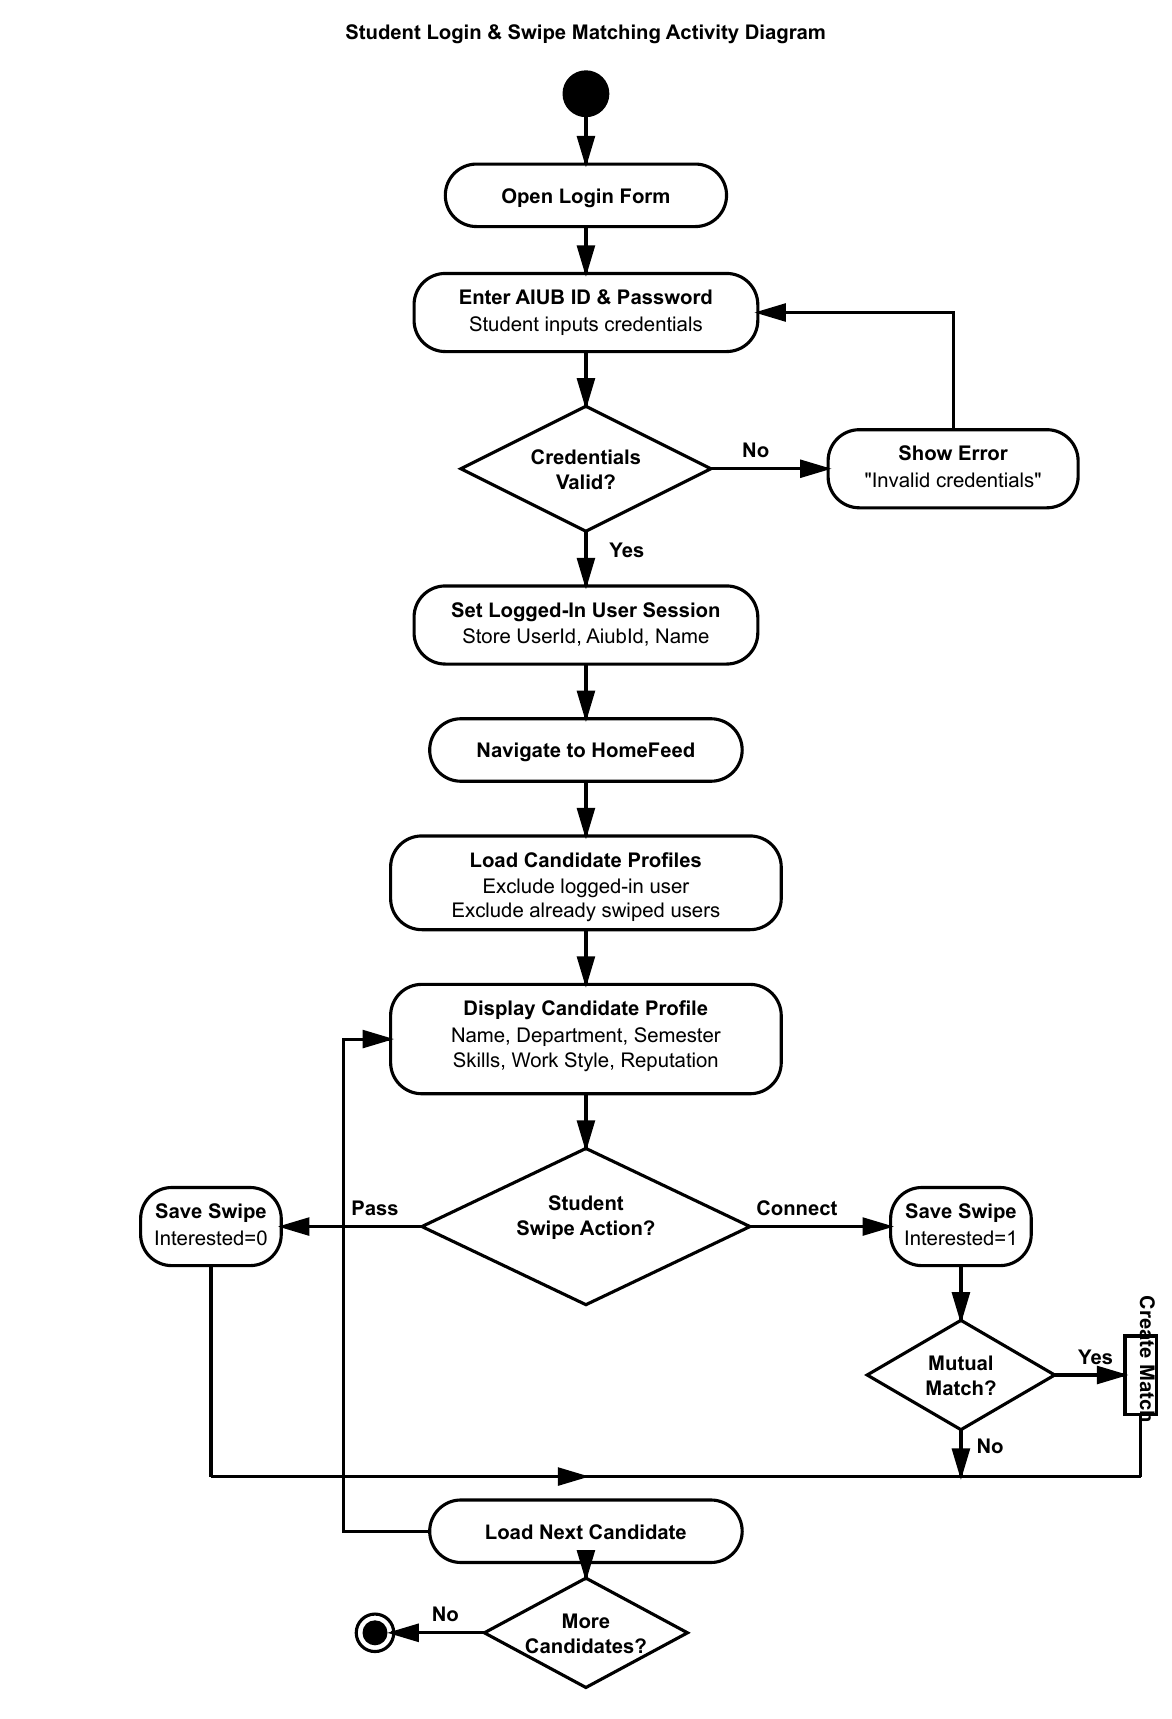 Student Login & Swipe Matching Activity Diagram
Open Login Form
Enter AIUB ID & Password
Student inputs credentials
Credentials
Valid?
No
Show Error
"Invalid credentials"
Yes
Set Logged-In User Session
Store UserId, AiubId, Name
Navigate to HomeFeed
Load Candidate Profiles
Exclude logged-in user
Exclude already swiped users
Display Candidate Profile
Name, Department, Semester
Skills, Work Style, Reputation
Save Swipe
Interested=0
Pass
Student
Swipe Action?
Connect
Save Swipe
Interested=1
Mutual
Match?
Yes
Create Match
No
Load Next Candidate
No
More
Candidates?